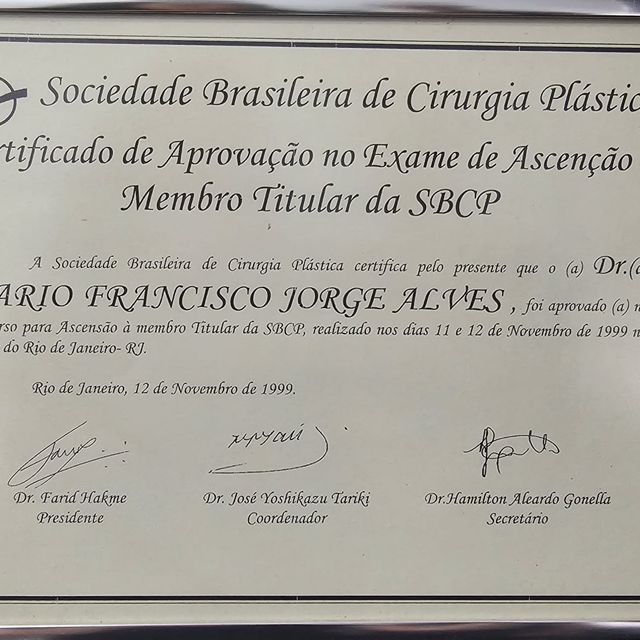 Sociedade Brasileira de Cirurgia Plástic
rtificado de Aprovação no Exame de Ascenção
Membro Titular da SBCP
A Sociedade Brasileira de Cirurgia Plástica certifica pelo presente que o (a) Dr.(a
ARIO FRANCISCO JORGE ALVES , foi aprovado (a) n
rso para Ascensão à membro Titular da SBCP, realizado nos dias 11 e 12 de Novembro de 1999 n
do Rio de Janeiro- RJ.
Rio de Janeiro, 12 de Novembro de 1999.
Dr. Farid Hakme Dr. José Yoshikazu Tariki Dr.Hamilton Aleardo Gonella
Presidente Coordenador Secretário